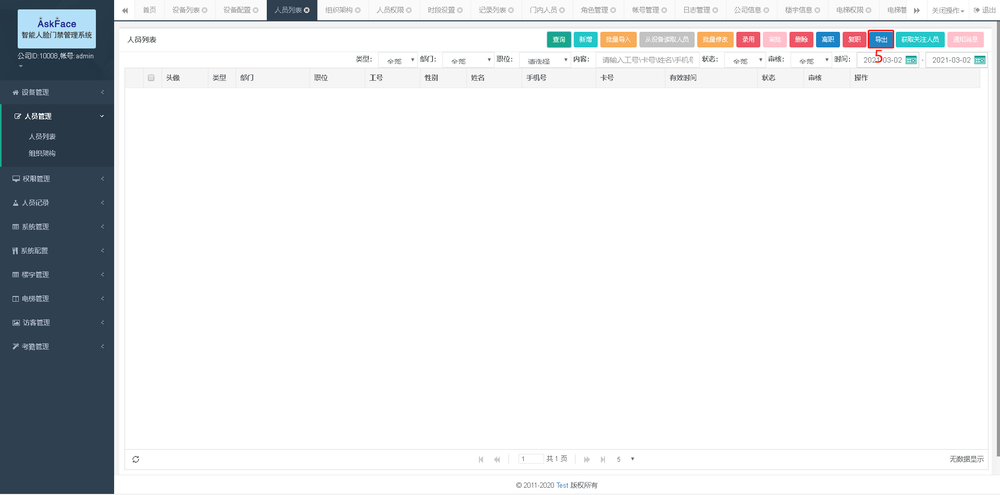 AskFace
智能人脸门禁管理系统
公司ID:10008,帐号:admin
设备管理
人员管理
人员列表
组织架构
权限管理
人员记录
系统管理
系统配置
楼宇管理
电梯管理
访客管理
考勤管理
首页 设备列表 设备配置 人员列表 组织架构 人员权限 时段设置 记录列表 门内人员 角色管理 帐号管理 日志管理 公司信息 楼宇信息 电梯权限 电梯管 关闭操作 退出
人员列表 查询 新增 批量导入 从设备读取人员 批量修改 录用 审批 删除 离职 复职 导出 获取关注人员 通知消息
5
类型: 全部 部门: 全部 职位: 请选择 内容: 请输入工号\卡号\姓名\手机号 状态: 全部 审核: 全部 时间: 2021-03-02 - 2021-03-02
头像 类型 部门 职位 工号 性别 姓名 手机号 卡号 有效时间 状态 审核 操作
1 共 1 页 5 无数据显示
© 2011-2020 Test 版权所有